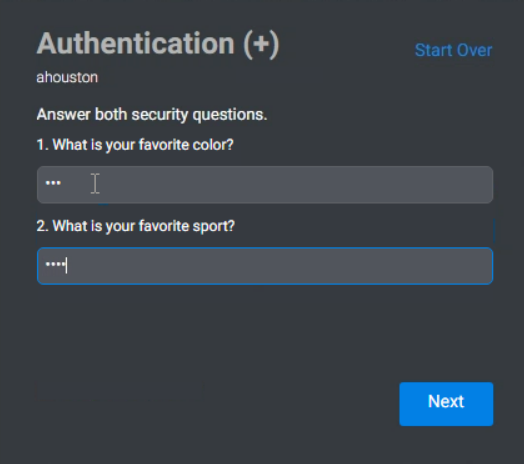 Authentication (+)
Start Over
ahouston
Answer both security questions.
1. What is your favorite color?
•••
2. What is your favorite sport?
••••
Next